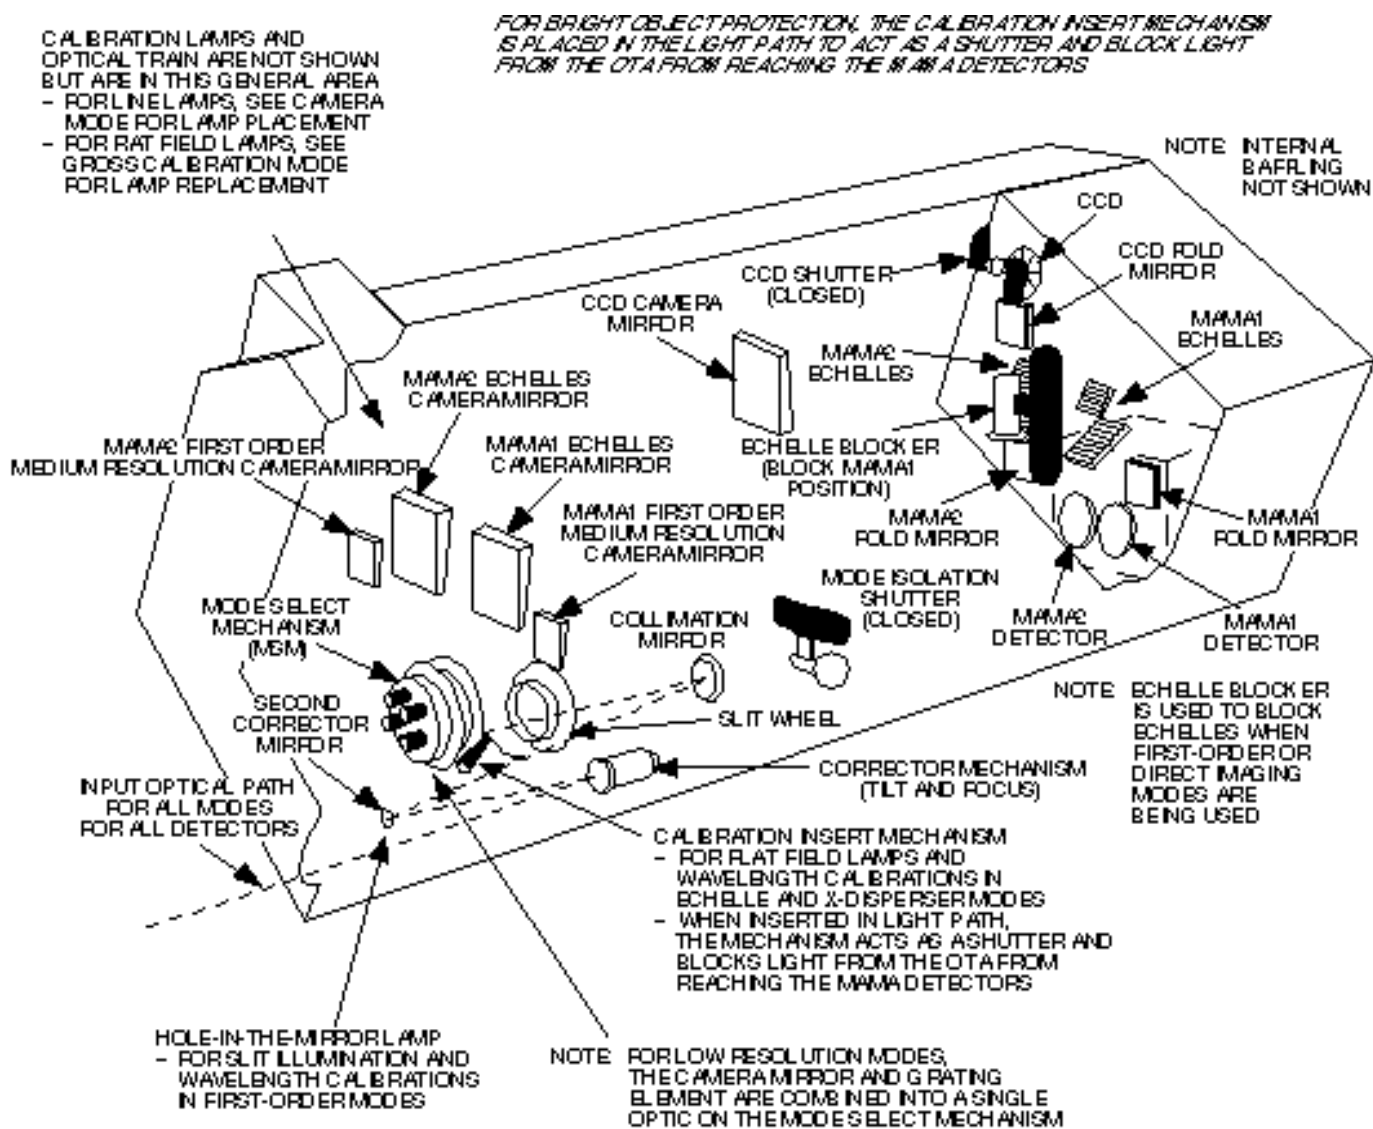 FOR BRIGHT OBJECT PROTECTION, THE CALIBRATION INSERT MECHANISM
IS PLACED IN THE LIGHT PATH TO ACT AS A SHUTTER AND BLOCK LIGHT
FROM THE OTA FROM REACHING THE MAMA DETECTORS
CALIBRATION LAMPS AND
OPTICAL TRAIN ARE NOT SHOWN
BUT ARE IN THIS GENERAL AREA
- FOR LINE LAMPS, SEE CAMERA
MODE FOR LAMP PLACEMENT
- FOR RAT FIELD LAMPS, SEE
GROSS CALIBRATION MODE
FOR LAMP REPLACEMENT
NOTE: INTERNAL
BAFFLING
NOT SHOWN
CCD
CCD FOLD
MIRROR
CCD SHUTTER
(CLOSED)
CCD CAMERA
MIRROR
MAMA1
ECHELLES
MAMA2
ECHELLES
MAMA2 ECHELLES
CAMERA MIRROR
MAMA2 FIRST ORDER
MEDIUM RESOLUTION CAMERA MIRROR
MAMA1 ECHELLES
CAMERA MIRROR
ECHELLE BLOCKER
(BLOCK MAMA1
POSITION)
MAMA1 FIRST ORDER
MEDIUM RESOLUTION
CAMERA MIRROR
MAMA2
FOLD MIRROR
MAMA1
FOLD MIRROR
MODE ISOLATION
SHUTTER
(CLOSED)
MODE SELECT
MECHANISM
(MSM)
COLLIMATION
MIRROR
MAMA2
DETECTOR
MAMA1
DETECTOR
SECOND
CORRECTOR
MIRROR
SLIT WHEEL
NOTE: ECHELLE BLOCKER
IS USED TO BLOCK
ECHELLES WHEN
FIRST-ORDER OR
DIRECT IMAGING
MODES ARE
BEING USED
INPUT OPTICAL PATH
FOR ALL MODES
FOR ALL DETECTORS
CORRECTOR MECHANISM
(TILT AND FOCUS)
CALIBRATION INSERT MECHANISM
- FOR FLAT FIELD LAMPS AND
WAVELENGTH CALIBRATIONS IN
ECHELLE AND X-DISPERSER MODES
- WHEN INSERTED IN LIGHT PATH,
THE MECHANISM ACTS AS A SHUTTER AND
BLOCKS LIGHT FROM THE OTA FROM
REACHING THE MAMA DETECTORS
HOLE-IN-THE-MIRROR LAMP
- FOR SLIT ILLUMINATION AND
WAVELENGTH CALIBRATIONS
IN FIRST-ORDER MODES
NOTE: FOR LOW RESOLUTION MODES,
THE CAMERA MIRROR AND GRATING
ELEMENT ARE COMBINED INTO A SINGLE
OPTIC ON THE MODE SELECT MECHANISM